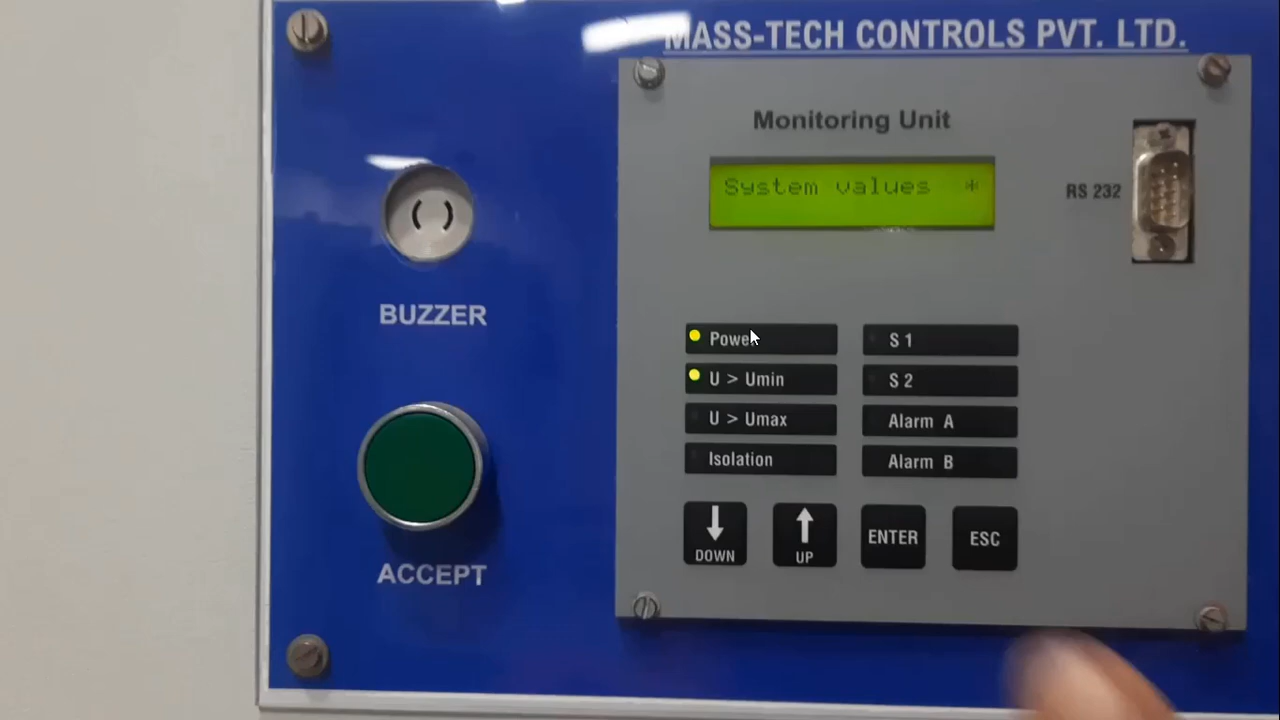 MASS-TECH CONTROLS PVT. LTD.
Monitoring Unit
System values *
RS 232
BUZZER
Power
U > Umin
U > Umax
Isolation
S 1
S 2
Alarm A
Alarm B
DOWN
UP
ENTER
ESC
ACCEPT